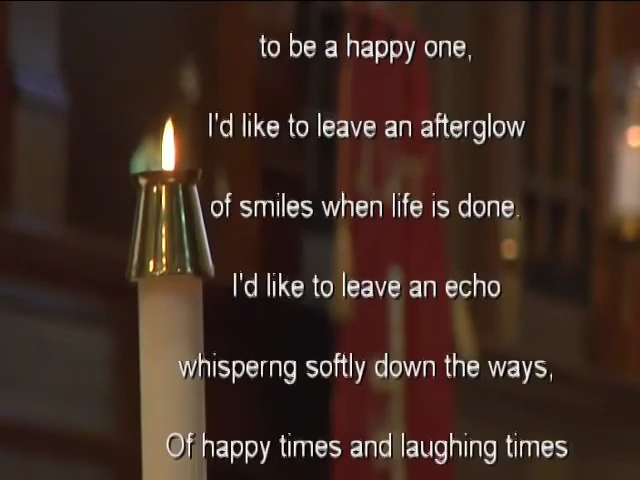 to be a happy one,
I'd like to leave an afterglow
of smiles when life is done.
I'd like to leave an echo
whisperng softly down the ways,
Of happy times and laughing times